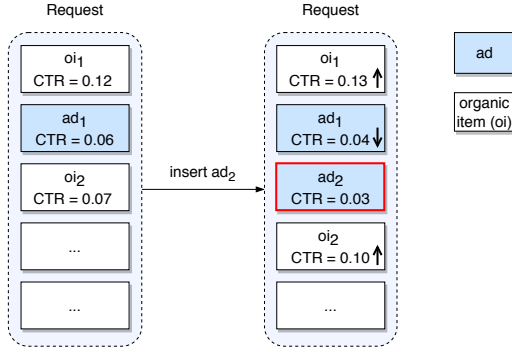 Request
oi1
CTR = 0.12
ad1
CTR = 0.06
oi2
CTR = 0.07
...
...
insert ad2
Request
oi1
CTR = 0.13
ad1
CTR = 0.04
ad2
CTR = 0.03
oi2
CTR = 0.10
...
ad
organic
item (oi)